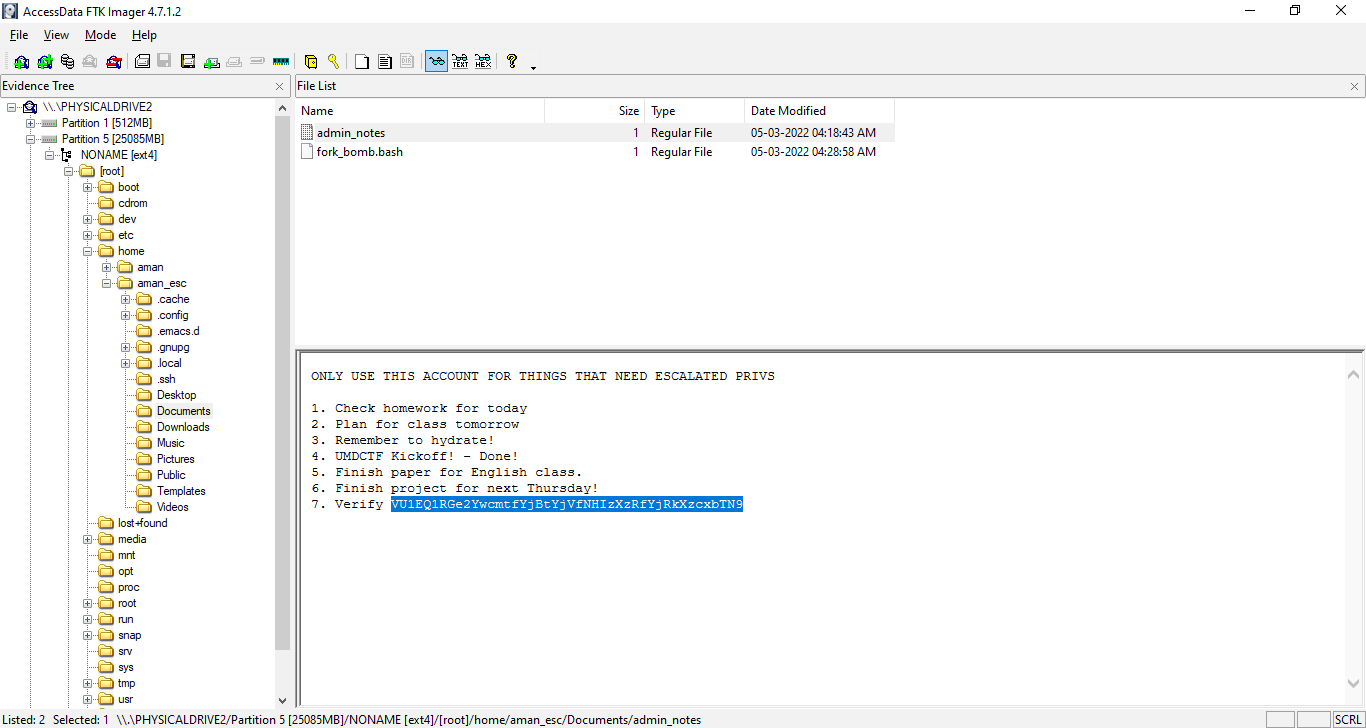 AccessData FTK Imager 4.7.1.2
File View Mode Help
Evidence Tree
\\.\PHYSICALDRIVE2
Partition 1 [512MB]
Partition 5 [25085MB]
NONAME [ext4]
[root]
boot
cdrom
dev
etc
home
aman
aman_esc
.cache
.config
.emacs.d
.gnupg
.local
.ssh
Desktop
Documents
Downloads
Music
Pictures
Public
Templates
Videos
lost+found
media
mnt
opt
proc
root
run
snap
srv
sys
tmp
usr
File List
Name Size Type Date Modified
admin_notes 1 Regular File 05-03-2022 04:18:43 AM
fork_bomb.bash 1 Regular File 05-03-2022 04:28:58 AM
ONLY USE THIS ACCOUNT FOR THINGS THAT NEED ESCALATED PRIVS
1. Check homework for today
2. Plan for class tomorrow
3. Remember to hydrate!
4. UMDCTF Kickoff! - Done!
5. Finish paper for English class.
6. Finish project for next Thursday!
7. Verify VU1EQ1RGe2YwcmtfYjBtYjVfNHIzXzRfYjRkXzcxbTN9
Listed: 2 Selected: 1 \\.\PHYSICALDRIVE2/Partition 5 [25085MB]/NONAME [ext4]/[root]/home/aman_esc/Documents/admin_notes
SCRL